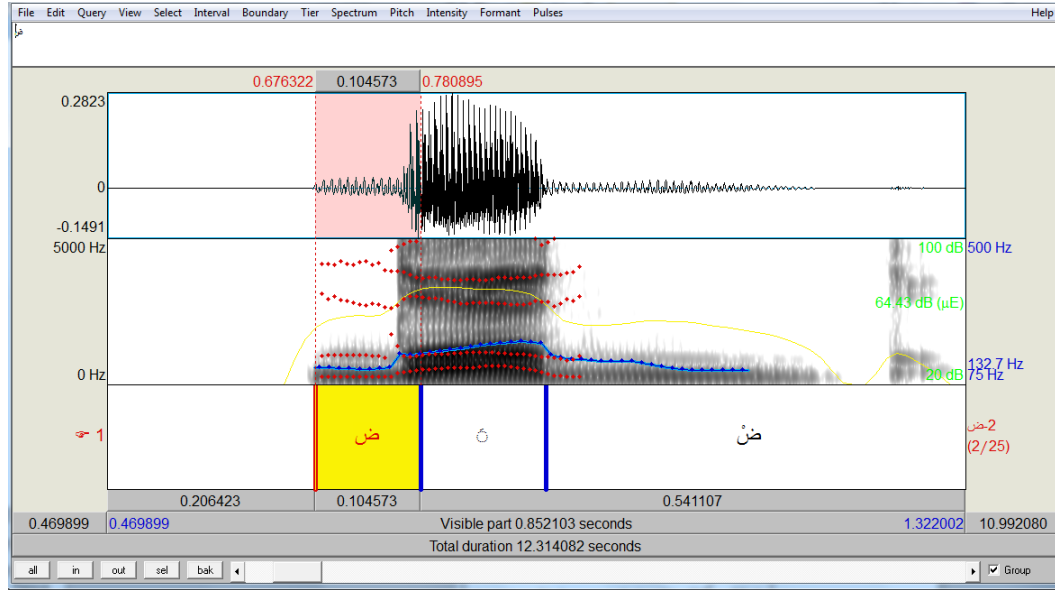 File Edit Query View Select Interval Boundary Tier Spectrum Pitch Intensity Formant Pulses Help
0.676322 0.104573 0.780895
0.2823
0
-0.1491
5000 Hz 100 dB 500 Hz
64.43 dB (µE)
132.7 Hz
0 Hz 20 dB 75 Hz
☞ 1 ض َ ضْ 2-ض
(2/25)
0.206423 0.104573 0.541107
0.469899 0.469899 Visible part 0.852103 seconds 1.322002 10.992080
Total duration 12.314082 seconds
all in out sel bak Group